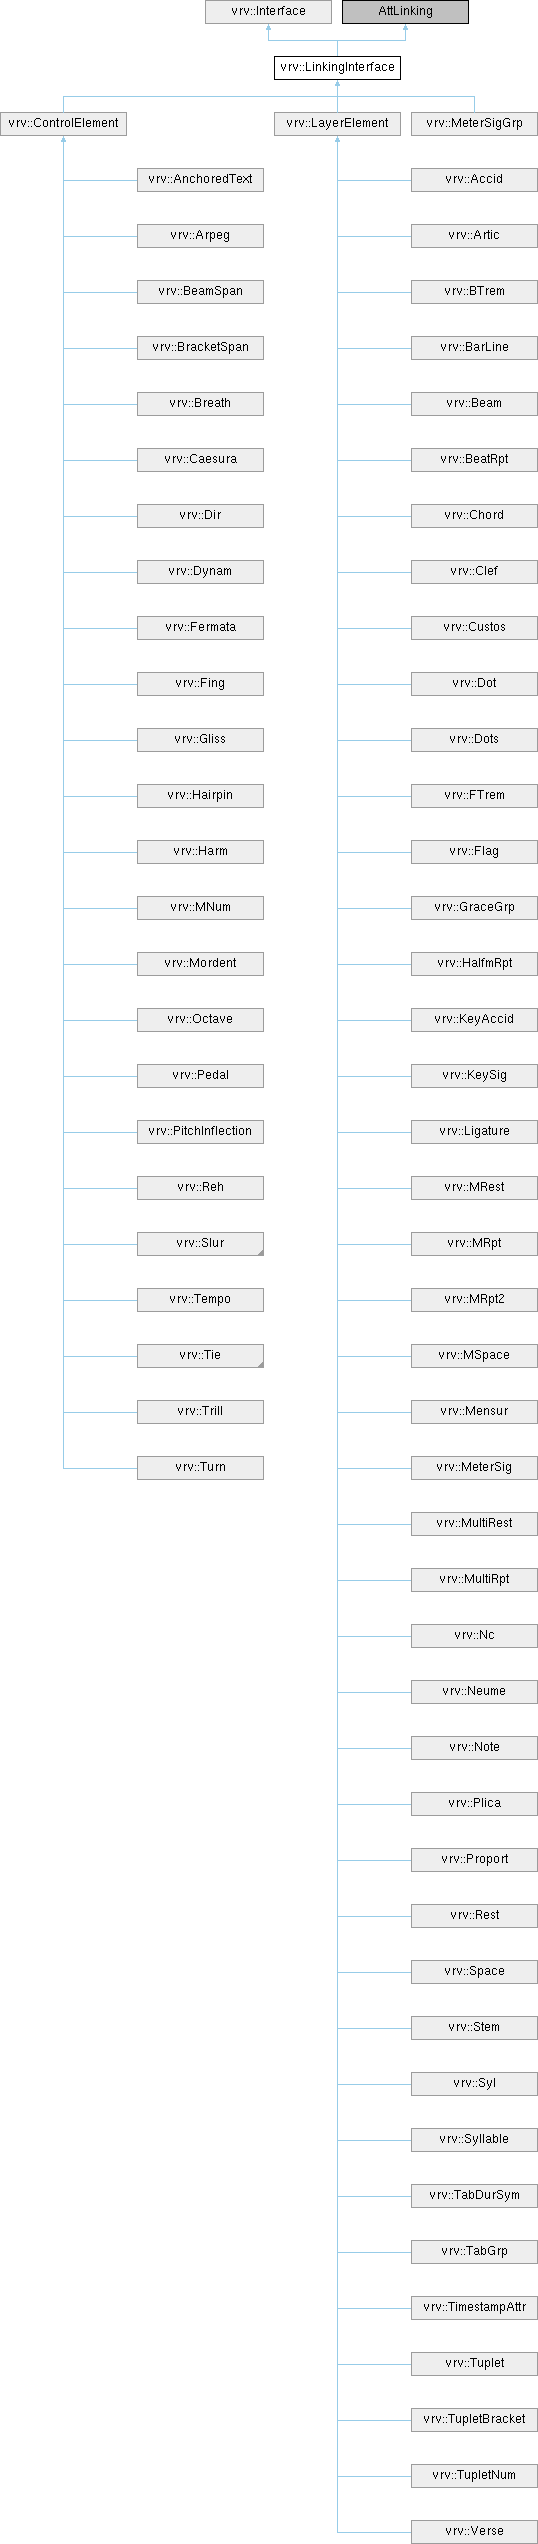 vrv::Interface
AttLinking
vrv::LinkingInterface
vrv::ControlElement
vrv::LayerElement
vrv::MeterSigGrp
vrv::AnchoredText
vrv::Accid
vrv::Arpeg
vrv::Artic
vrv::BeamSpan
vrv::BTrem
vrv::BracketSpan
vrv::BarLine
vrv::Breath
vrv::Beam
vrv::Caesura
vrv::BeatRpt
vrv::Dir
vrv::Chord
vrv::Dynam
vrv::Clef
vrv::Fermata
vrv::Custos
vrv::Fing
vrv::Dot
vrv::Gliss
vrv::Dots
vrv::Hairpin
vrv::FTrem
vrv::Harm
vrv::Flag
vrv::MNum
vrv::GraceGrp
vrv::Mordent
vrv::HalfmRpt
vrv::Octave
vrv::KeyAccid
vrv::Pedal
vrv::KeySig
vrv::PitchInflection
vrv::Ligature
vrv::Reh
vrv::MRest
vrv::Slur
vrv::MRpt
vrv::Tempo
vrv::MRpt2
vrv::Tie
vrv::MSpace
vrv::Trill
vrv::Mensur
vrv::Turn
vrv::MeterSig
vrv::MultiRest
vrv::MultiRpt
vrv::Nc
vrv::Neume
vrv::Note
vrv::Plica
vrv::Proport
vrv::Rest
vrv::Space
vrv::Stem
vrv::Syl
vrv::Syllable
vrv::TabDurSym
vrv::TabGrp
vrv::TimestampAttr
vrv::Tuplet
vrv::TupletBracket
vrv::TupletNum
vrv::Verse